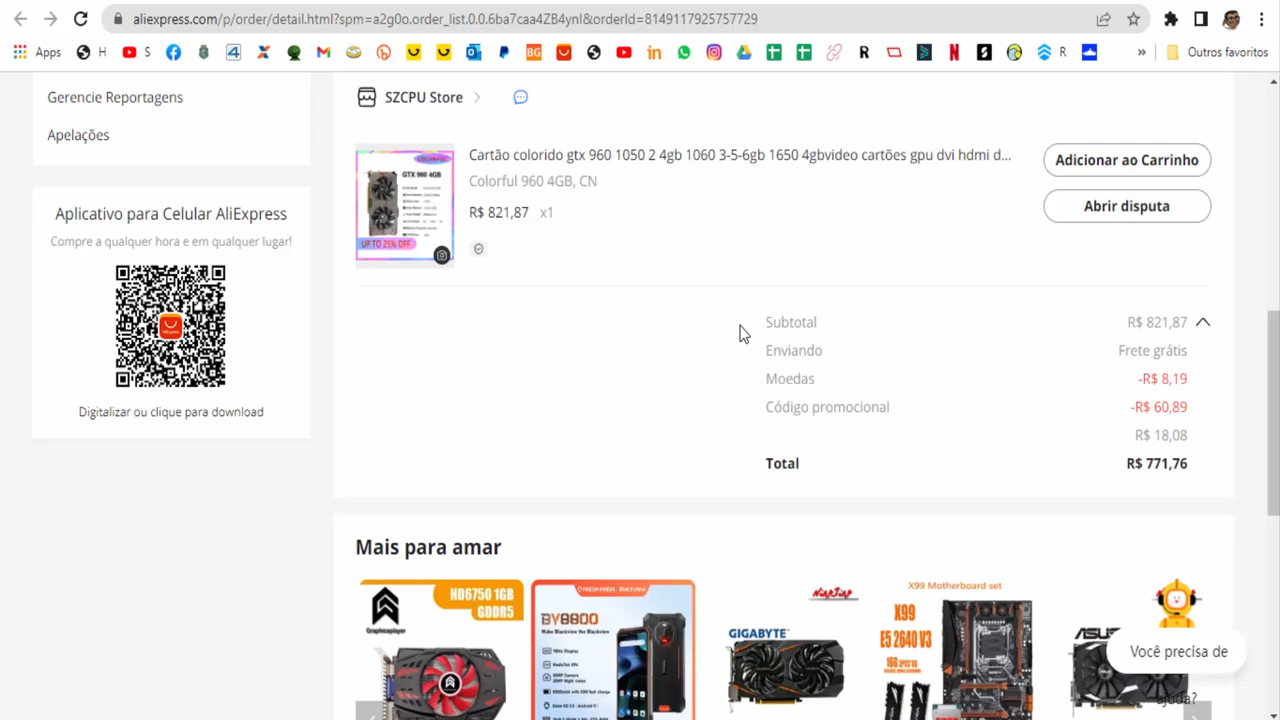 aliexpress.com/p/order/detail.html?spm=a2g0o.order_list.0.0.6ba7caa4ZB4ynI&orderId=8149117925757729
Apps
H
S
R
Outros favoritos
Gerencie Reportagens
Apelações
Aplicativo para Celular AliExpress
Compre a qualquer hora e em qualquer lugar!
Digitalizar ou clique para download
SZCPU Store
Cartão colorido gtx 960 1050 2 4gb 1060 3-5-6gb 1650 4gbvideo cartões gpu dvi hdmi d...
Colorful 960 4GB, CN
R$ 821,87 x1
GTX 960 4GB
UP TO 25% OFF
Adicionar ao Carrinho
Abrir disputa
Subtotal R$ 821,87
Enviando Frete grátis
Moedas -R$ 8,19
Código promocional -R$ 60,89
R$ 18,08
Total R$ 771,76
Mais para amar
HD6750 1GB
GDDR5
Graphicsplayer
BV8800
GIGABYTE
X99 Motherboard set
X99
E5 2640 V3
ASUS
Você precisa de
ajuda?